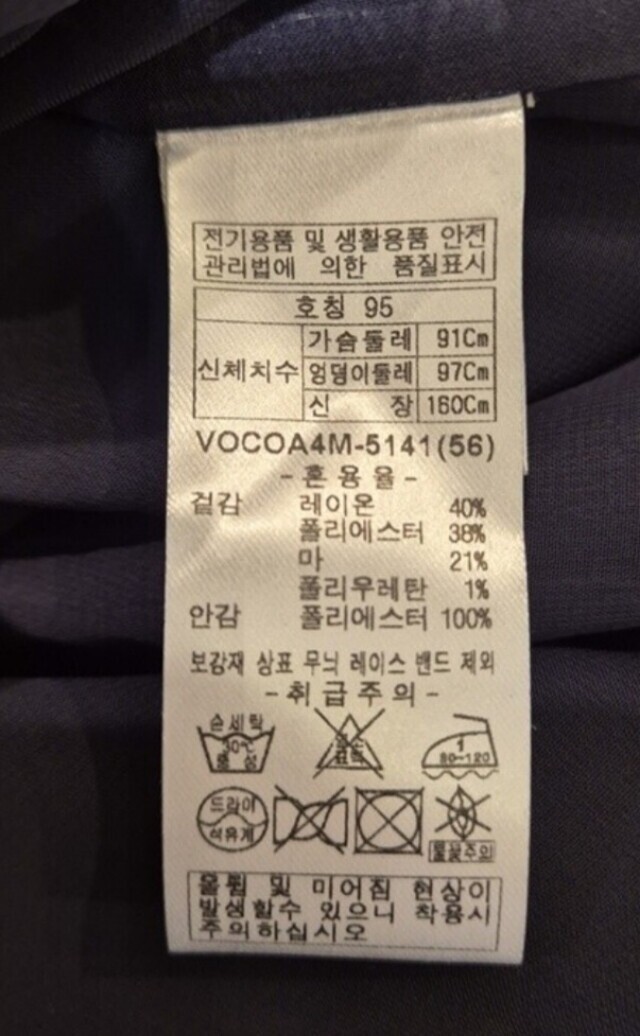 전기용품 및 생활용품 안전
관리법에 의한 품질표시
호칭 95
신체치수
가슴둘레 91Cm
엉덩이둘레 97Cm
신 장 160Cm
VOCOA4M-5141(56)
-혼용율-
겉감 레이온 40%
폴리에스터 38%
마 21%
폴리우레탄 1%
안감 폴리에스터 100%
보강재 상표 무늬 레이스 밴드 제외
-취급주의-
손세탁
30℃
중성
1
80~120
드라이
석유계
물꿈주의
올튐 및 미어짐 현상이
발생할수 있으니 착용시
주의하십시오